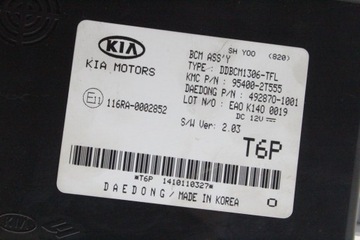 KIA
KIA MOTORS
E11 116RA-0002852
SH YOO (820)
BCM ASS'Y
TYPE : DDBCM1306-TFL
KMC P/N : 95400-2T555
DAEDONG P/N : 492870-1001
LOT NO : EAO K140 0019
DC 12V
S/W Ver: 2.03
T6P
*T6P 1410110327*
DAEDONG / MADE IN KOREA
O